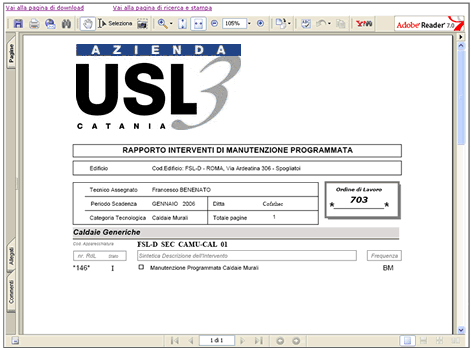 Vai alla pagina di download Vai alla pagina di ricerca e stampa
Seleziona 105% Y! Adobe Reader 7.0
Pagine
AZIENDA
USL3
CATANIA
RAPPORTO INTERVENTI DI MANUTENZIONE PROGRAMMATA
Edificio Cod.Edificio: FSL-D - ROMA, Via Ardeatina 306 - Spogliatoi
Tecnico Assegnato Francesco BENENATO
Periodo Scadenza GENNAIO 2006 Ditta Cofathec
Categoria Tecnologica Caldaie Murali Totale pagine 1
Ordine di Lavoro
*703*
Caldaie Generiche
Cod. Apparecchiatura FSL-D SEC CAMU-CAL 01
nr. RdL Stato Sintetica Descrizione dell'Intervento Frequenza
*146* I Manutenzione Programmata Caldaie Murali BM
Allegati
Commenti
1 di 1